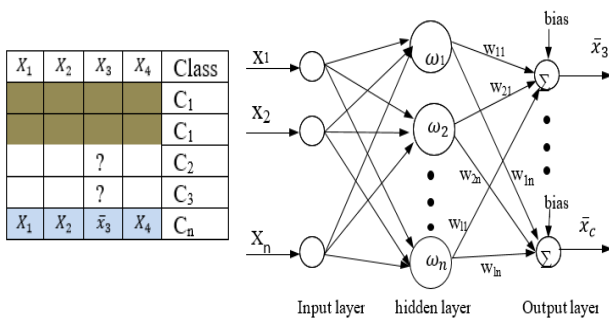 X₁ X₂ X₃ X₄ Class
C₁
C₁
? C₂
? C₃
X₁ X₂ x̄₃ X₄ Cₙ
bias
X1 ω₁ w₁₁ Σ x̄₃
w₂₁
X₂ ω₂
w₂ₙ w₁ₙ
bias
w₁₁
Xₙ ωₙ wₗₙ Σ x̄c
Input layer hidden layer Output layer